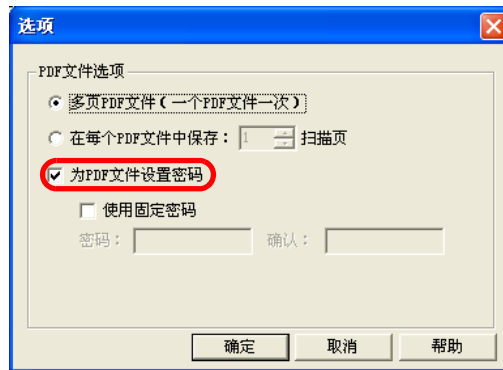 选项
PDF文件选项
多页PDF文件(一个PDF文件一次)
在每个PDF文件中保存: 1 扫描页
为PDF文件设置密码
使用固定密码
密码: 确认:
确定 取消 帮助